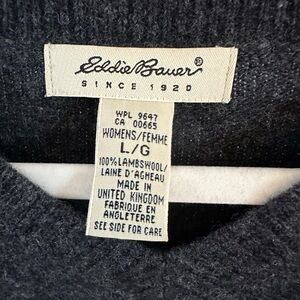 Eddie Bauer®
SINCE 1920
WPL 9647
CA 00665
WOMENS/FEMME
L/G
100% LAMBSWOOL/
LAINE D'AGNEAU
MADE IN
UNITED KINGDOM
FABRIQUE EN
ANGLETERRE
SEE SIDE FOR CARE